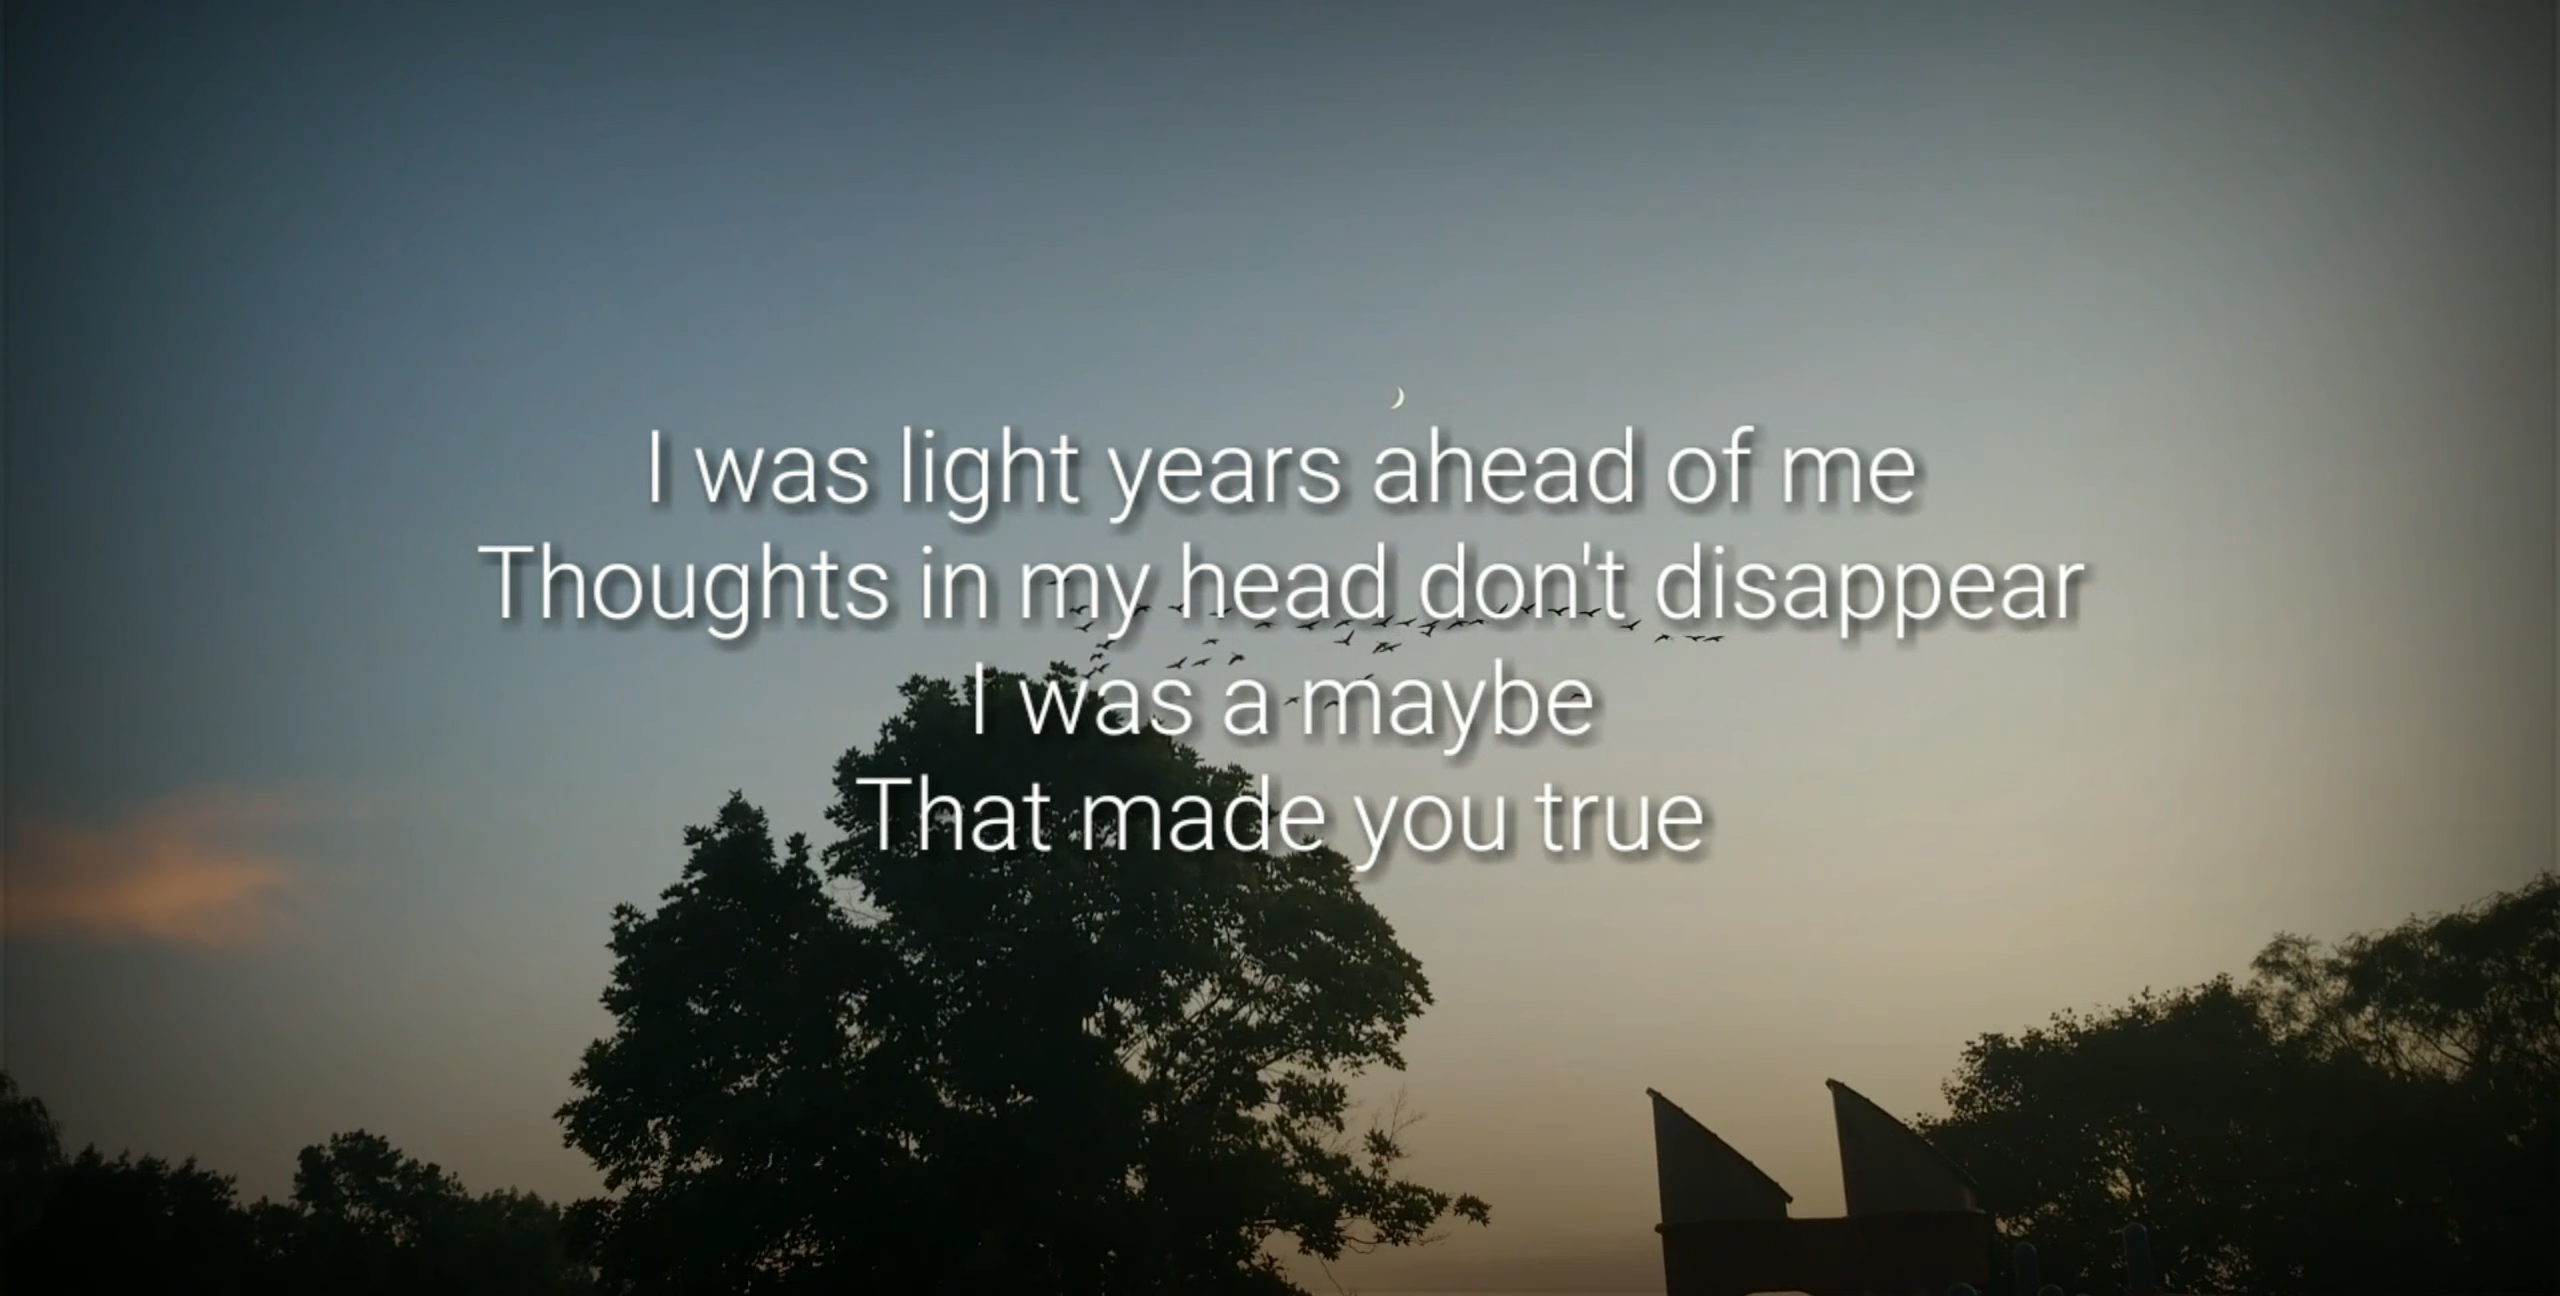 I was light years ahead of me
Thoughts in my head don't disappear
I was a maybe
That made you true